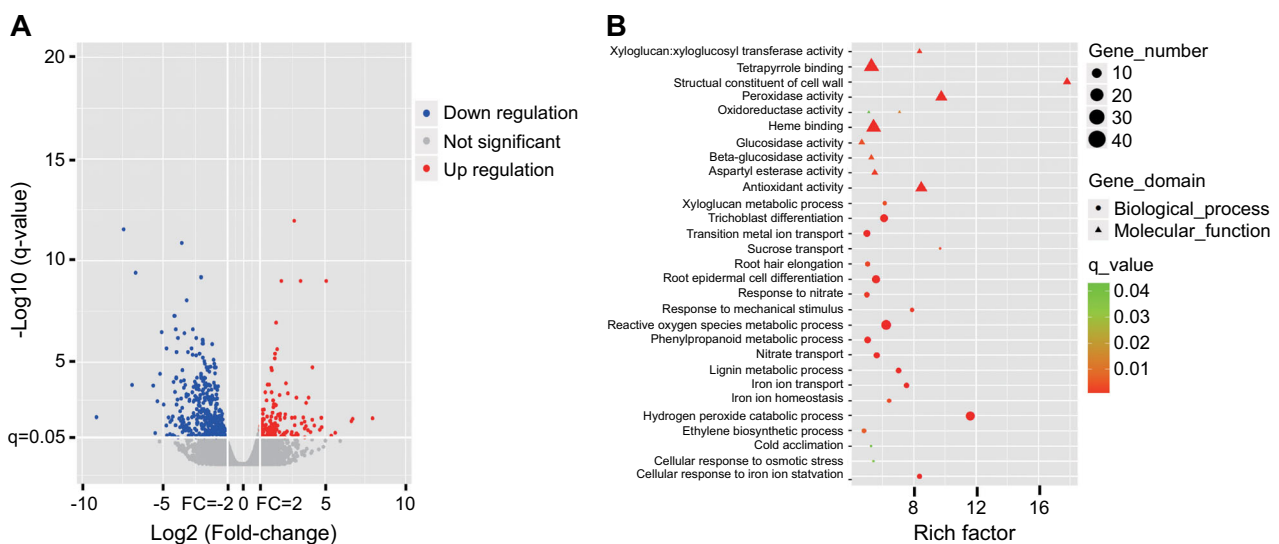 A
20
15
10
5
q=0.05
-Log10 (q-value)
-10
-5
FC=-2
0
FC=2
5
10
Log2 (Fold-change)
Down regulation
Not significant
Up regulation
B
Xyloglucan:xyloglucosyl transferase activity
Tetrapyrrole binding
Structual constituent of cell wall
Peroxidase activity
Oxidoreductase activity
Heme binding
Glucosidase activity
Beta-glucosidase activity
Aspartyl esterase activity
Antioxidant activity
Xyloglucan metabolic process
Trichoblast differentiation
Transition metal ion transport
Sucrose transport
Root hair elongation
Root epidermal cell differentiation
Response to nitrate
Response to mechanical stimulus
Reactive oxygen species metabolic process
Phenylpropanoid metabolic process
Nitrate transport
Lignin metabolic process
Iron ion transport
Iron ion homeostasis
Hydrogen peroxide catabolic process
Ethylene biosynthetic process
Cold acclimation
Cellular response to osmotic stress
Cellular response to iron ion statvation
8
12
16
Rich factor
Gene_number
10
20
30
40
Gene_domain
Biological_process
Molecular_function
q_value
0.04
0.03
0.02
0.01